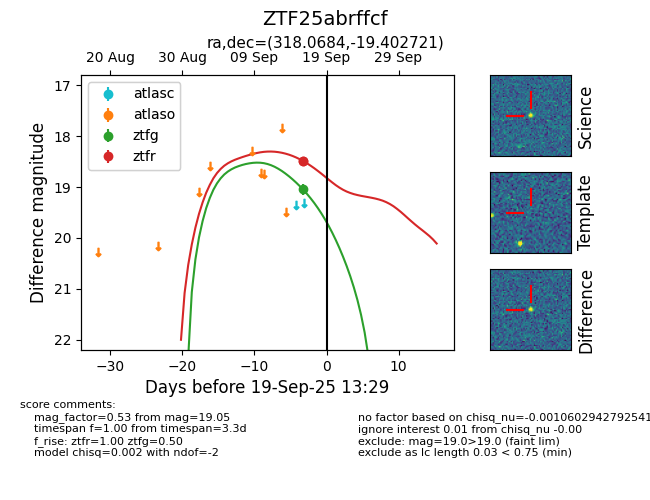 ZTF25abrffcf
ra,dec=(318.0684,-19.402721)
20 Aug 30 Aug 09 Sep 19 Sep 29 Sep
17
18
19
20
21
22
Difference magnitude
atlasc
atlaso
ztfg
ztfr
−30 −20 −10 0 10
Days before 19-Sep-25 13:29
Science
Template
Difference
score comments:
mag_factor=0.53 from mag=19.05
timespan f=1.00 from timespan=3.3d
f_rise: ztfr=1.00 ztfg=0.50
model chisq=0.002 with ndof=-2
no factor based on chisq_nu=-0.0010602942792541
ignore interest 0.01 from chisq_nu -0.00
exclude: mag=19.0>19.0 (faint lim)
exclude as lc length 0.03 < 0.75 (min)